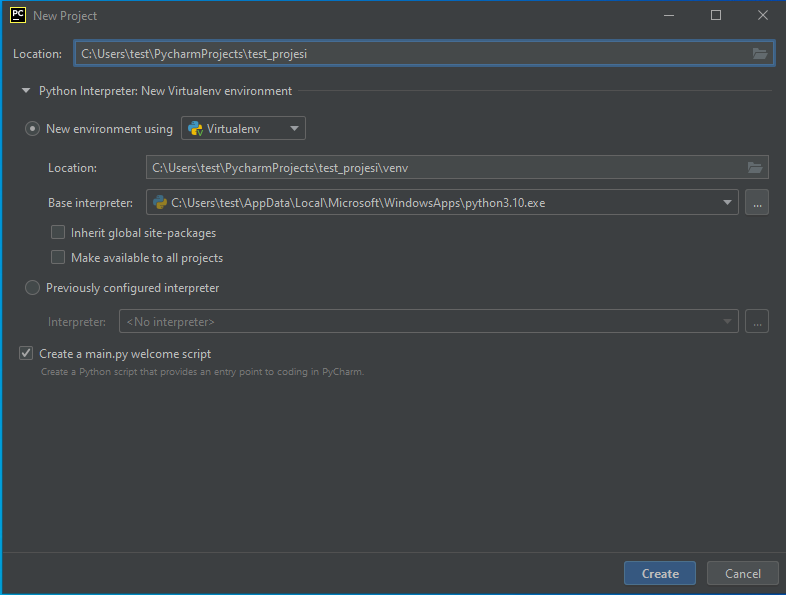 PC New Project
Location: C:\Users\test\PycharmProjects\test_projesi
Python Interpreter: New Virtualenv environment
New environment using Virtualenv
Location: C:\Users\test\PycharmProjects\test_projesi\venv
Base interpreter: C:\Users\test\AppData\Local\Microsoft\WindowsApps\python3.10.exe ...
Inherit global site-packages
Make available to all projects
Previously configured interpreter
Interpreter: <No interpreter> ...
Create a main.py welcome script
Create a Python script that provides an entry point to coding in PyCharm.
Create Cancel